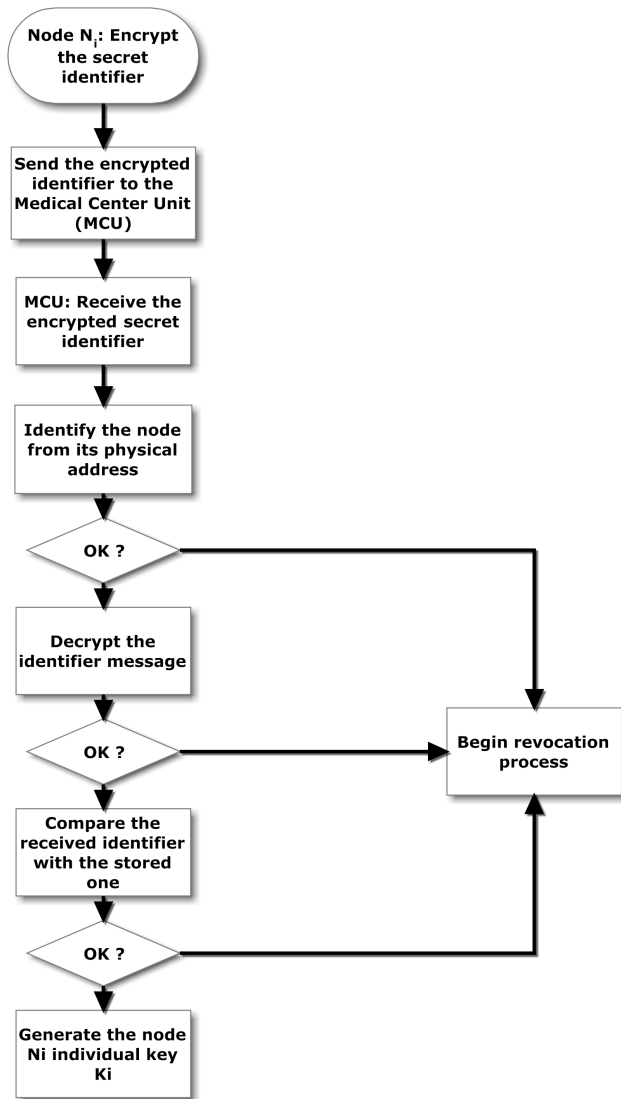 Node Ni: Encrypt
the secret
identifier
Send the encrypted
identifier to the
Medical Center Unit
(MCU)
MCU: Receive the
encrypted secret
identifier
Identify the node
from its physical
address
OK ?
Decrypt the
identifier message
OK ?
Begin revocation
process
Compare the
received identifier
with the stored
one
OK ?
Generate the node
Ni individual key
Ki